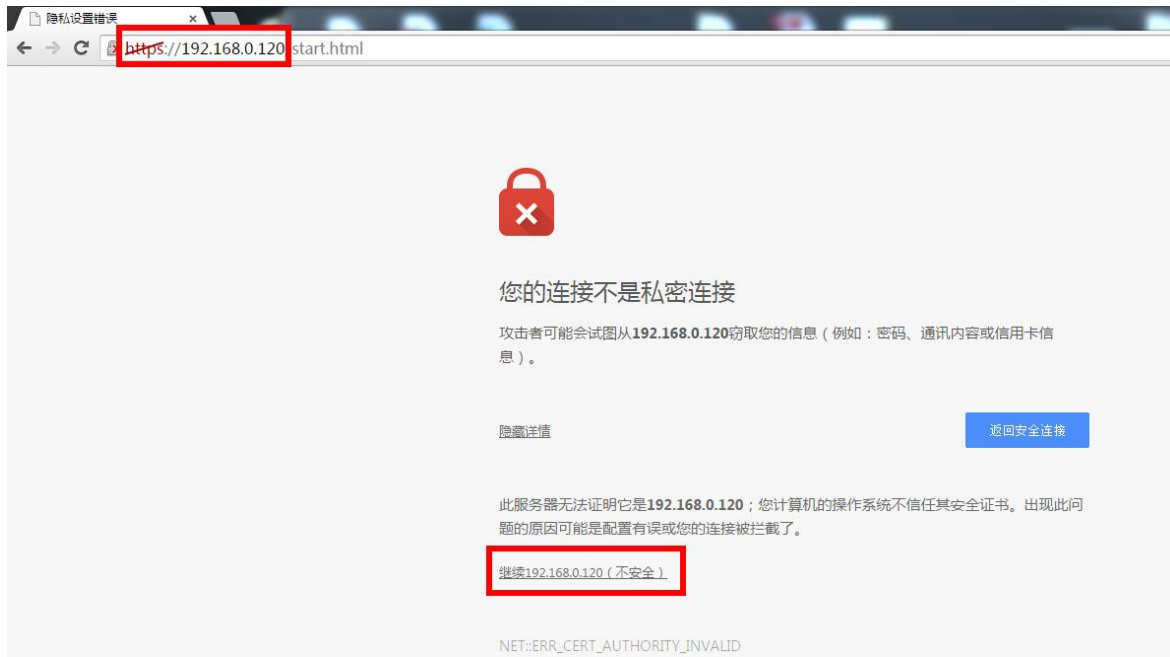 隐私设置错误
https://192.168.0.120/start.html
您的连接不是私密连接
攻击者可能会试图从192.168.0.120窃取您的信息（例如：密码、通讯内容或信用卡信
息）。
隐藏详情
返回安全连接
此服务器无法证明它是192.168.0.120；您计算机的操作系统不信任其安全证书。出现此问
题的原因可能是配置有误或您的连接被拦截了。
继续192.168.0.120（不安全）
NET::ERR_CERT_AUTHORITY_INVALID